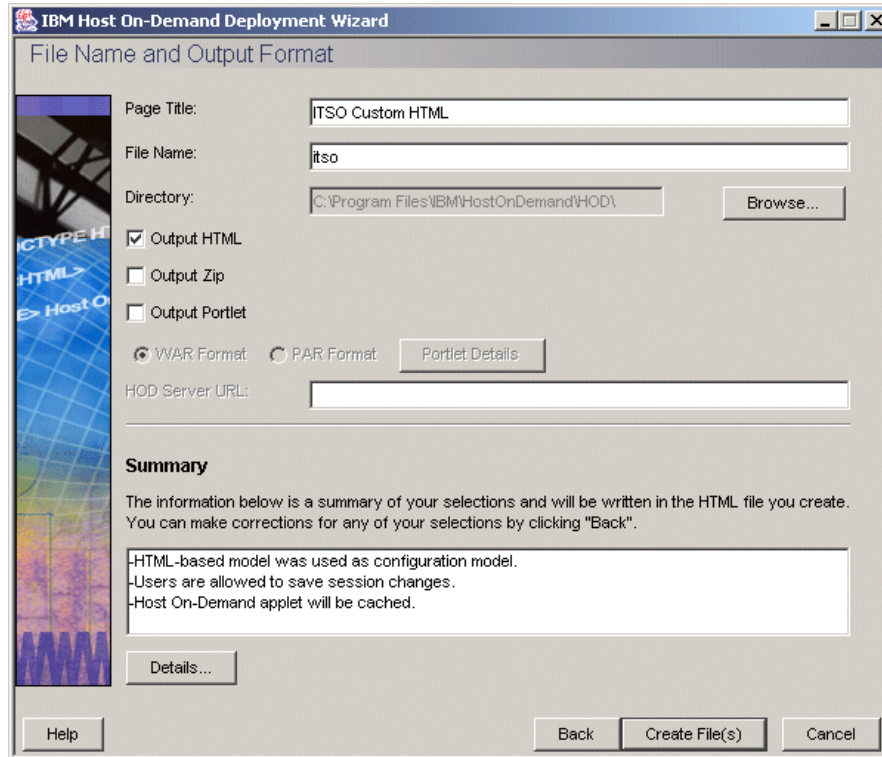 IBM Host On-Demand Deployment Wizard
File Name and Output Format
Page Title: ITSO Custom HTML
File Name: itso
Directory: C:\Program Files\IBM\HostOnDemand\HOD\ Browse...
Output HTML
Output Zip
Output Portlet
WAR Format PAR Format Portlet Details
HOD Server URL:
Summary
The information below is a summary of your selections and will be written in the HTML file you create.
You can make corrections for any of your selections by clicking "Back".
-HTML-based model was used as configuration model.
-Users are allowed to save session changes.
-Host On-Demand applet will be cached.
Details...
Help Back Create File(s) Cancel
OCTYPE H
HTML>
E> Host O